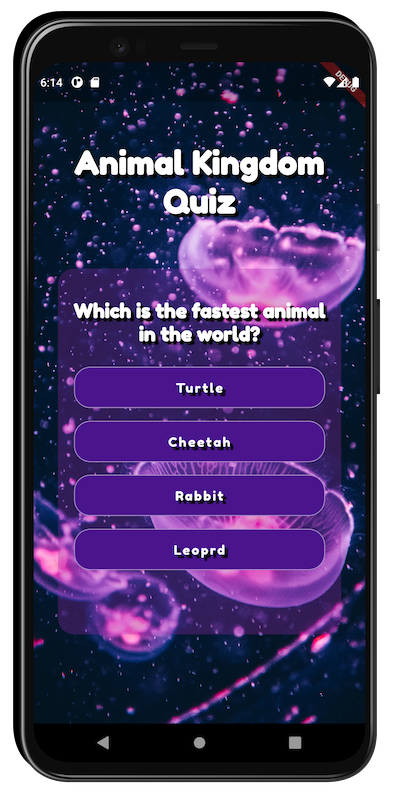 6:14
DEBUG
Animal Kingdom
Quiz
Which is the fastest animal
in the world?
Turtle
Cheetah
Rabbit
Leoprd